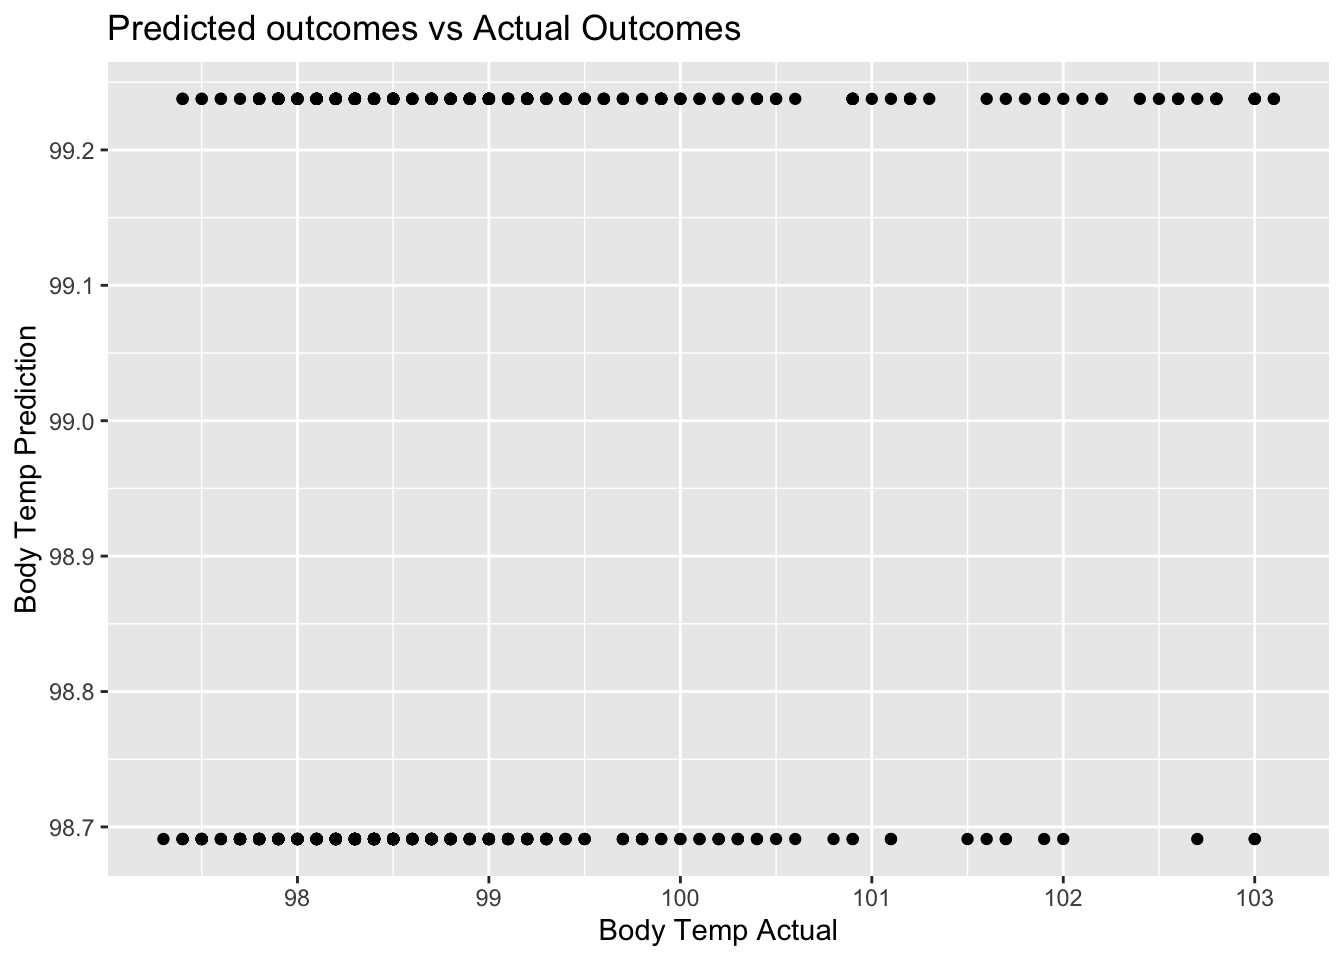 Predicted outcomes vs Actual Outcomes
Body Temp Prediction
99.2
99.1
99.0
98.9
98.8
98.7
98 99 100 101 102 103
Body Temp Actual